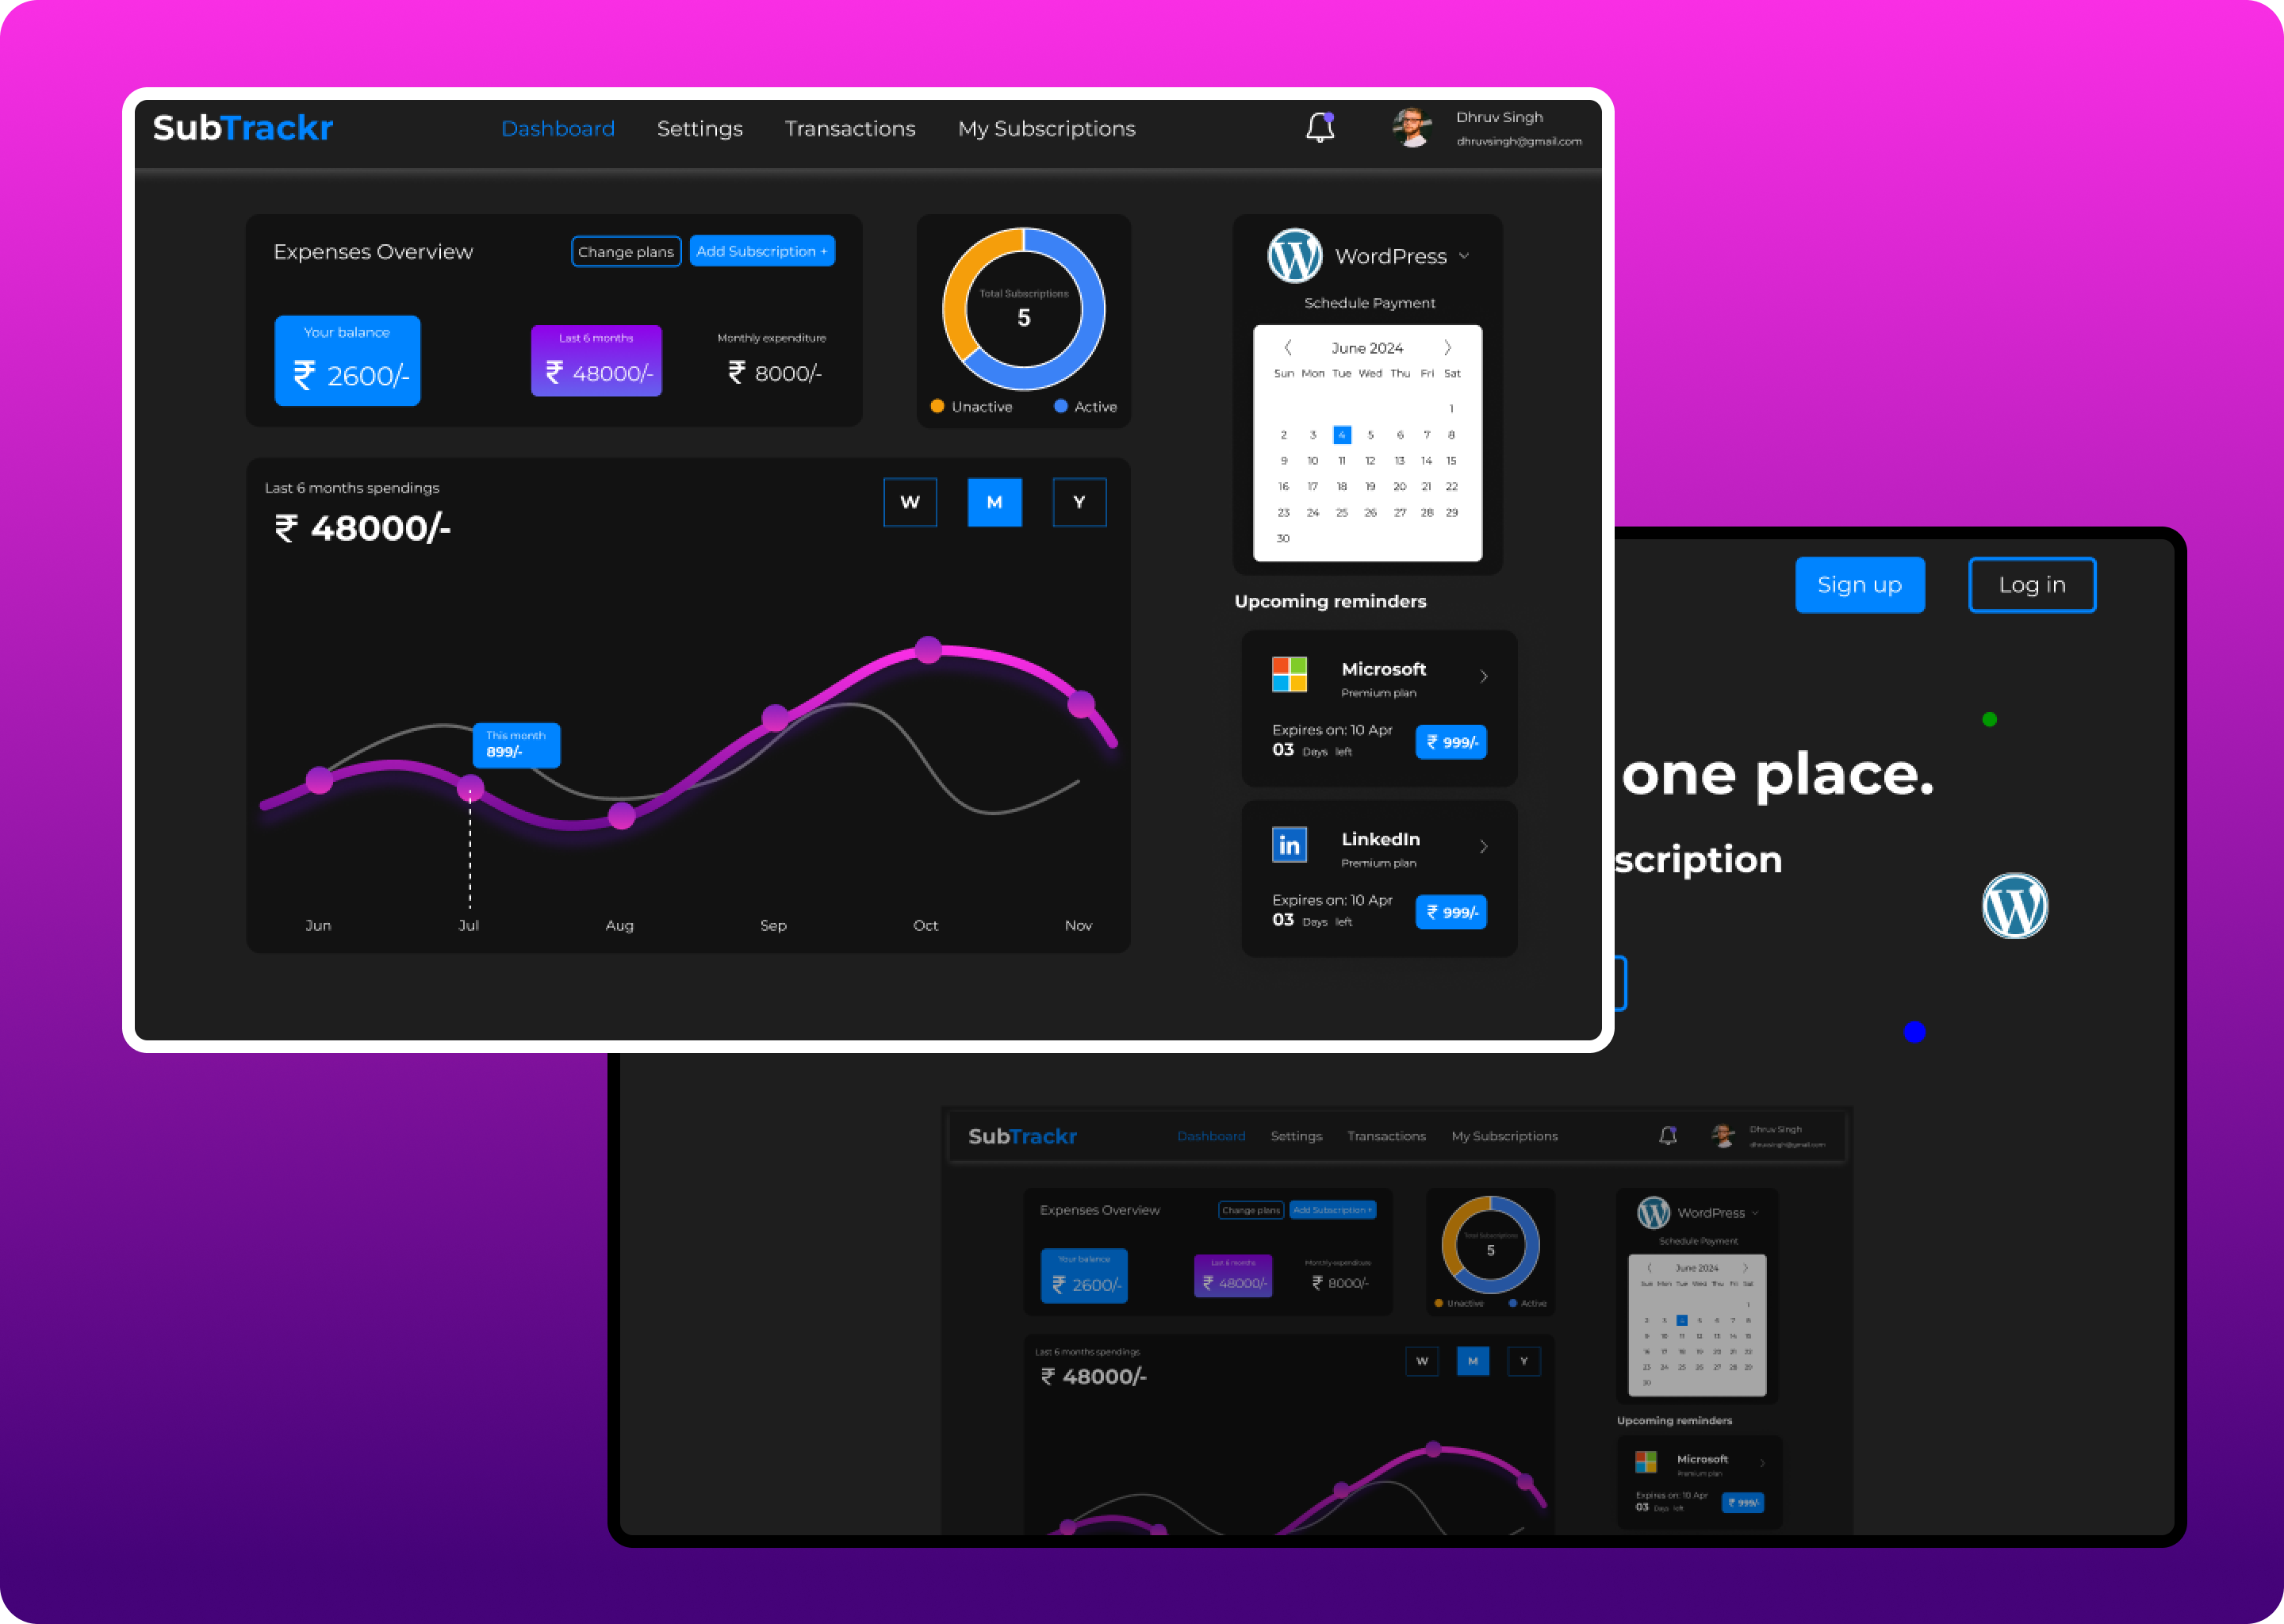 SubTrackr
Dashboard Settings Transactions My Subscriptions
Dhruv Singh
dhruvsingh@gmail.com
Expenses Overview
Change plans
Add Subscription +
Your balance
₹ 2600/-
Last 6 months
₹ 48000/-
Monthly expenditure
₹ 8000/-
Total Subscriptions
5
Unactive Active
WordPress
Schedule Payment
June 2024
Sun Mon Tue Wed Thu Fri Sat
1
2 3 4 5 6 7 8
9 10 11 12 13 14 15
16 17 18 19 20 21 22
23 24 25 26 27 28 29
30
Last 6 months spendings
₹ 48000/-
W M Y
This month
899/-
Jun Jul Aug Sep Oct Nov
Upcoming reminders
Microsoft
Premium plan
Expires on: 10 Apr
03 Days left
₹ 999/-
LinkedIn
in
Premium plan
Expires on: 10 Apr
03 Days left
₹ 999/-
Sign up
Log in
one place.
scription
SubTrackr
Dashboard Settings Transactions My Subscriptions
Dhruv Singh
dhruvsingh@gmail.com
Expenses Overview
Change plans
Add Subscription +
Your balance
₹ 2600/-
Last 6 months
₹ 48000/-
Monthly expenditure
₹ 8000/-
Total Subscriptions
5
Unactive Active
WordPress
Schedule Payment
June 2024
Sun Mon Tue Wed Thu Fri Sat
1
2 3 4 5 6 7 8
9 10 11 12 13 14 15
16 17 18 19 20 21 22
23 24 25 26 27 28 29
30
Last 6 months spendings
₹ 48000/-
W M Y
Upcoming reminders
Microsoft
Premium plan
Expires on: 10 Apr
03 Days left
₹ 999/-